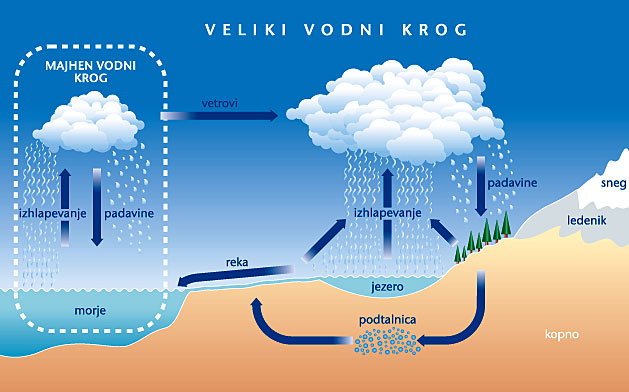 VELIKI VODNI KROG
MAJHEN VODNI
KROG
vetrovi
izhlapevanje
padavine
izhlapevanje
padavine
sneg
ledenik
reka
jezero
morje
podtalnica
kopno